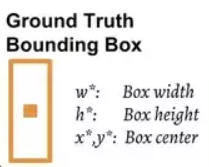 Ground Truth
Bounding Box
w*: Box width
h*: Box height
x*,y*: Box center